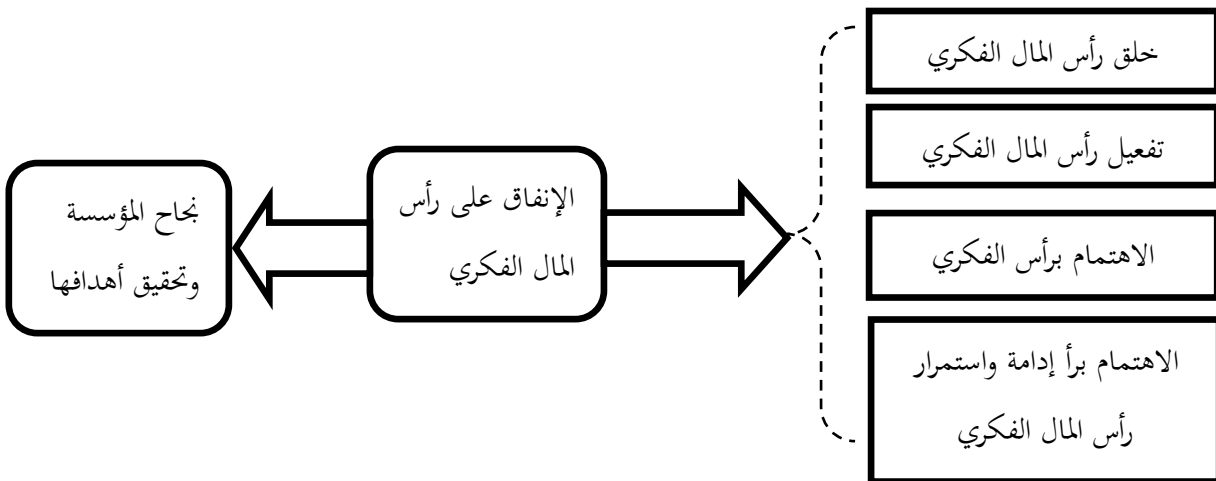 خلق رأس المال الفكري
تفعيل رأس المال الفكري
الاهتمام برأس الفكري
الاهتمام برأ إدامة واستمرار
رأس المال الفكري
الإنفاق على رأس
المال الفكري
نجاح المؤسسة
وتحقيق أهدافها